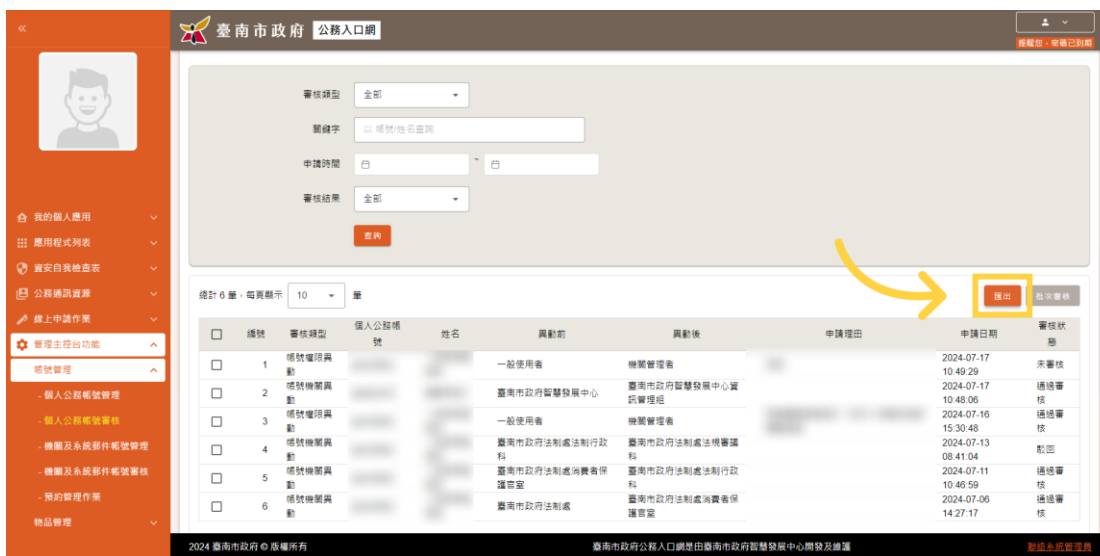 «
臺南市政府 公務入口網
提醒您,密碼已到期
審核類型 全部
關鍵字 以 帳號/姓名查詢
申請時間 ~
審核結果 全部
查詢
我的個人應用
應用程式列表
資安自我檢查表
公務通訊資源
線上申請作業
管理主控台功能
帳號管理
- 個人公務帳號管理
- 個人公務帳號審核
- 機關及系統郵件帳號管理
- 機關及系統郵件帳號審核
- 預約管理作業
物品管理
總計 6 筆,每頁顯示 10 筆
匯出 批次審核
編號 審核類型 個人公務帳號 姓名 異動前 異動後 申請理由 申請日期 審核狀態
1 帳號權限異動 一般使用者 機關管理者 2024-07-17 10:49:29 未審核
2 帳號機關異動 臺南市政府智慧發展中心 臺南市政府智慧發展中心資訊管理組 2024-07-17 10:48:06 通過審核
3 帳號權限異動 一般使用者 機關管理者 2024-07-16 15:30:48 通過審核
4 帳號機關異動 臺南市政府法制處法制行政科 臺南市政府法制處法規審議科 2024-07-13 08:41:04 駁回
5 帳號機關異動 臺南市政府法制處消費者保護官室 臺南市政府法制處法制行政科 2024-07-11 10:46:59 通過審核
6 帳號機關異動 臺南市政府法制處 臺南市政府法制處消費者保護官室 2024-07-06 14:27:17 通過審核
2024 臺南市政府 © 版權所有
臺南市政府公務入口網是由臺南市政府智慧發展中心開發及維護
聯絡系統管理員